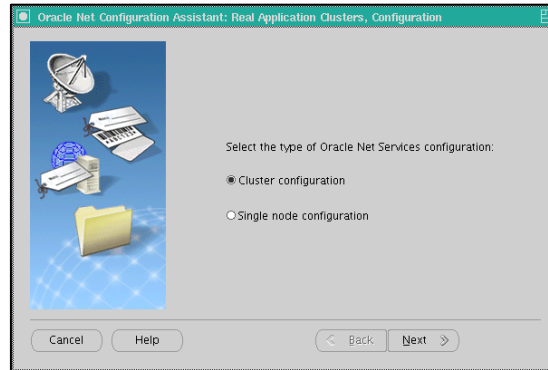 Oracle Net Configuration Assistant: Real Application Clusters, Configuration
Select the type of Oracle Net Services configuration:
Cluster configuration
Single node configuration
Cancel Help Back Next